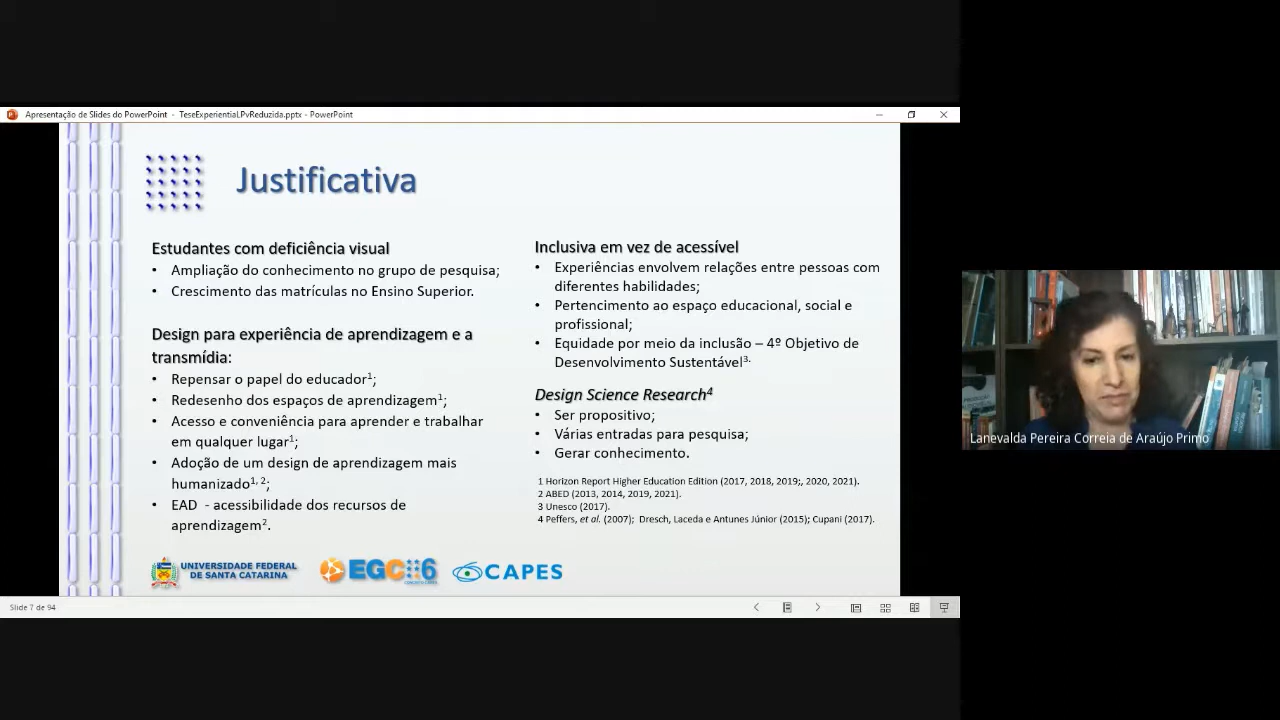 Apresentação de Slides do PowerPoint - TeseExperientiaLPvReduzida.pptx - PowerPoint
Justificativa
Estudantes com deficiência visual
• Ampliação do conhecimento no grupo de pesquisa;
• Crescimento das matrículas no Ensino Superior.
Design para experiência de aprendizagem e a
transmídia:
• Repensar o papel do educador¹;
• Redesenho dos espaços de aprendizagem¹;
• Acesso e conveniência para aprender e trabalhar
em qualquer lugar¹;
• Adoção de um design de aprendizagem mais
humanizado¹, ²;
• EAD - acessibilidade dos recursos de
aprendizagem².
Inclusiva em vez de acessível
• Experiências envolvem relações entre pessoas com
diferentes habilidades;
• Pertencimento ao espaço educacional, social e
profissional;
• Equidade por meio da inclusão – 4º Objetivo de
Desenvolvimento Sustentável³.
Design Science Research⁴
• Ser propositivo;
• Várias entradas para pesquisa;
• Gerar conhecimento.
1 Horizon Report Higher Education Edition (2017, 2018, 2019;, 2020, 2021).
2 ABED (2013, 2014, 2019, 2021).
3 Unesco (2017).
4 Peffers, et al. (2007); Dresch, Laceda e Antunes Júnior (2015); Cupani (2017).
UNIVERSIDADE FEDERAL
DE SANTA CATARINA
EGC 6
CAPES
Slide 7 de 94
Lanevalda Pereira Correia de Araújo Primo